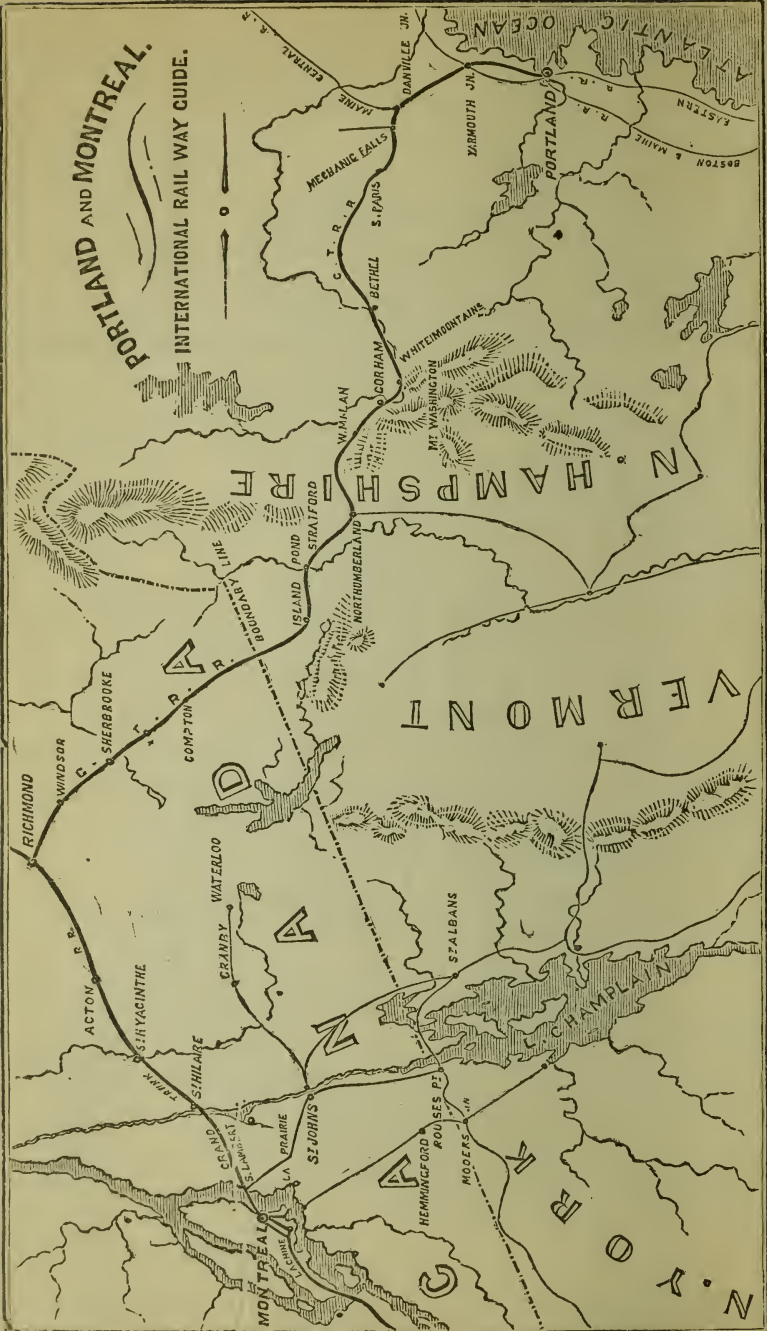 PORTLAND AND MONTREAL.
INTERNATIONAL RAIL WAY GUIDE.
ATLANTIC OCEAN
MAINE CENTRAL R.R
DANVILLE JN.
YARMOUTH JN.
PORTLAND
EASTERN R. R.
BOSTON & MAINE R. R.
MECHANIC FALLS
S. PARIS
G. T. R. R
BETHEL
WHITE MOUNTAINS
GORHAM
MT WASHINGTON
W. MILAN
N HAMPSHIRE
STRATFORD
NORTHUMBERLAND
ISLAND POND
BOUNDARY LINE
VERMONT
COMPTON
G. T. R. R.
SHERBROOKE
WINDSOR
RICHMOND
WATERLOO
GRANBY
ACTON
ST HYACINTHE
ST HILAIRE
GRAND TRUNK R R.
ST ALBANS
L. CHAMPLAIN
S. LAMBERT
LA PRAIRIE
ST JOHNS
ROUSES PT
HEMMINGFORD
MOOERS JN
MONTREAL
LACHINE
CANADA
N. YORK